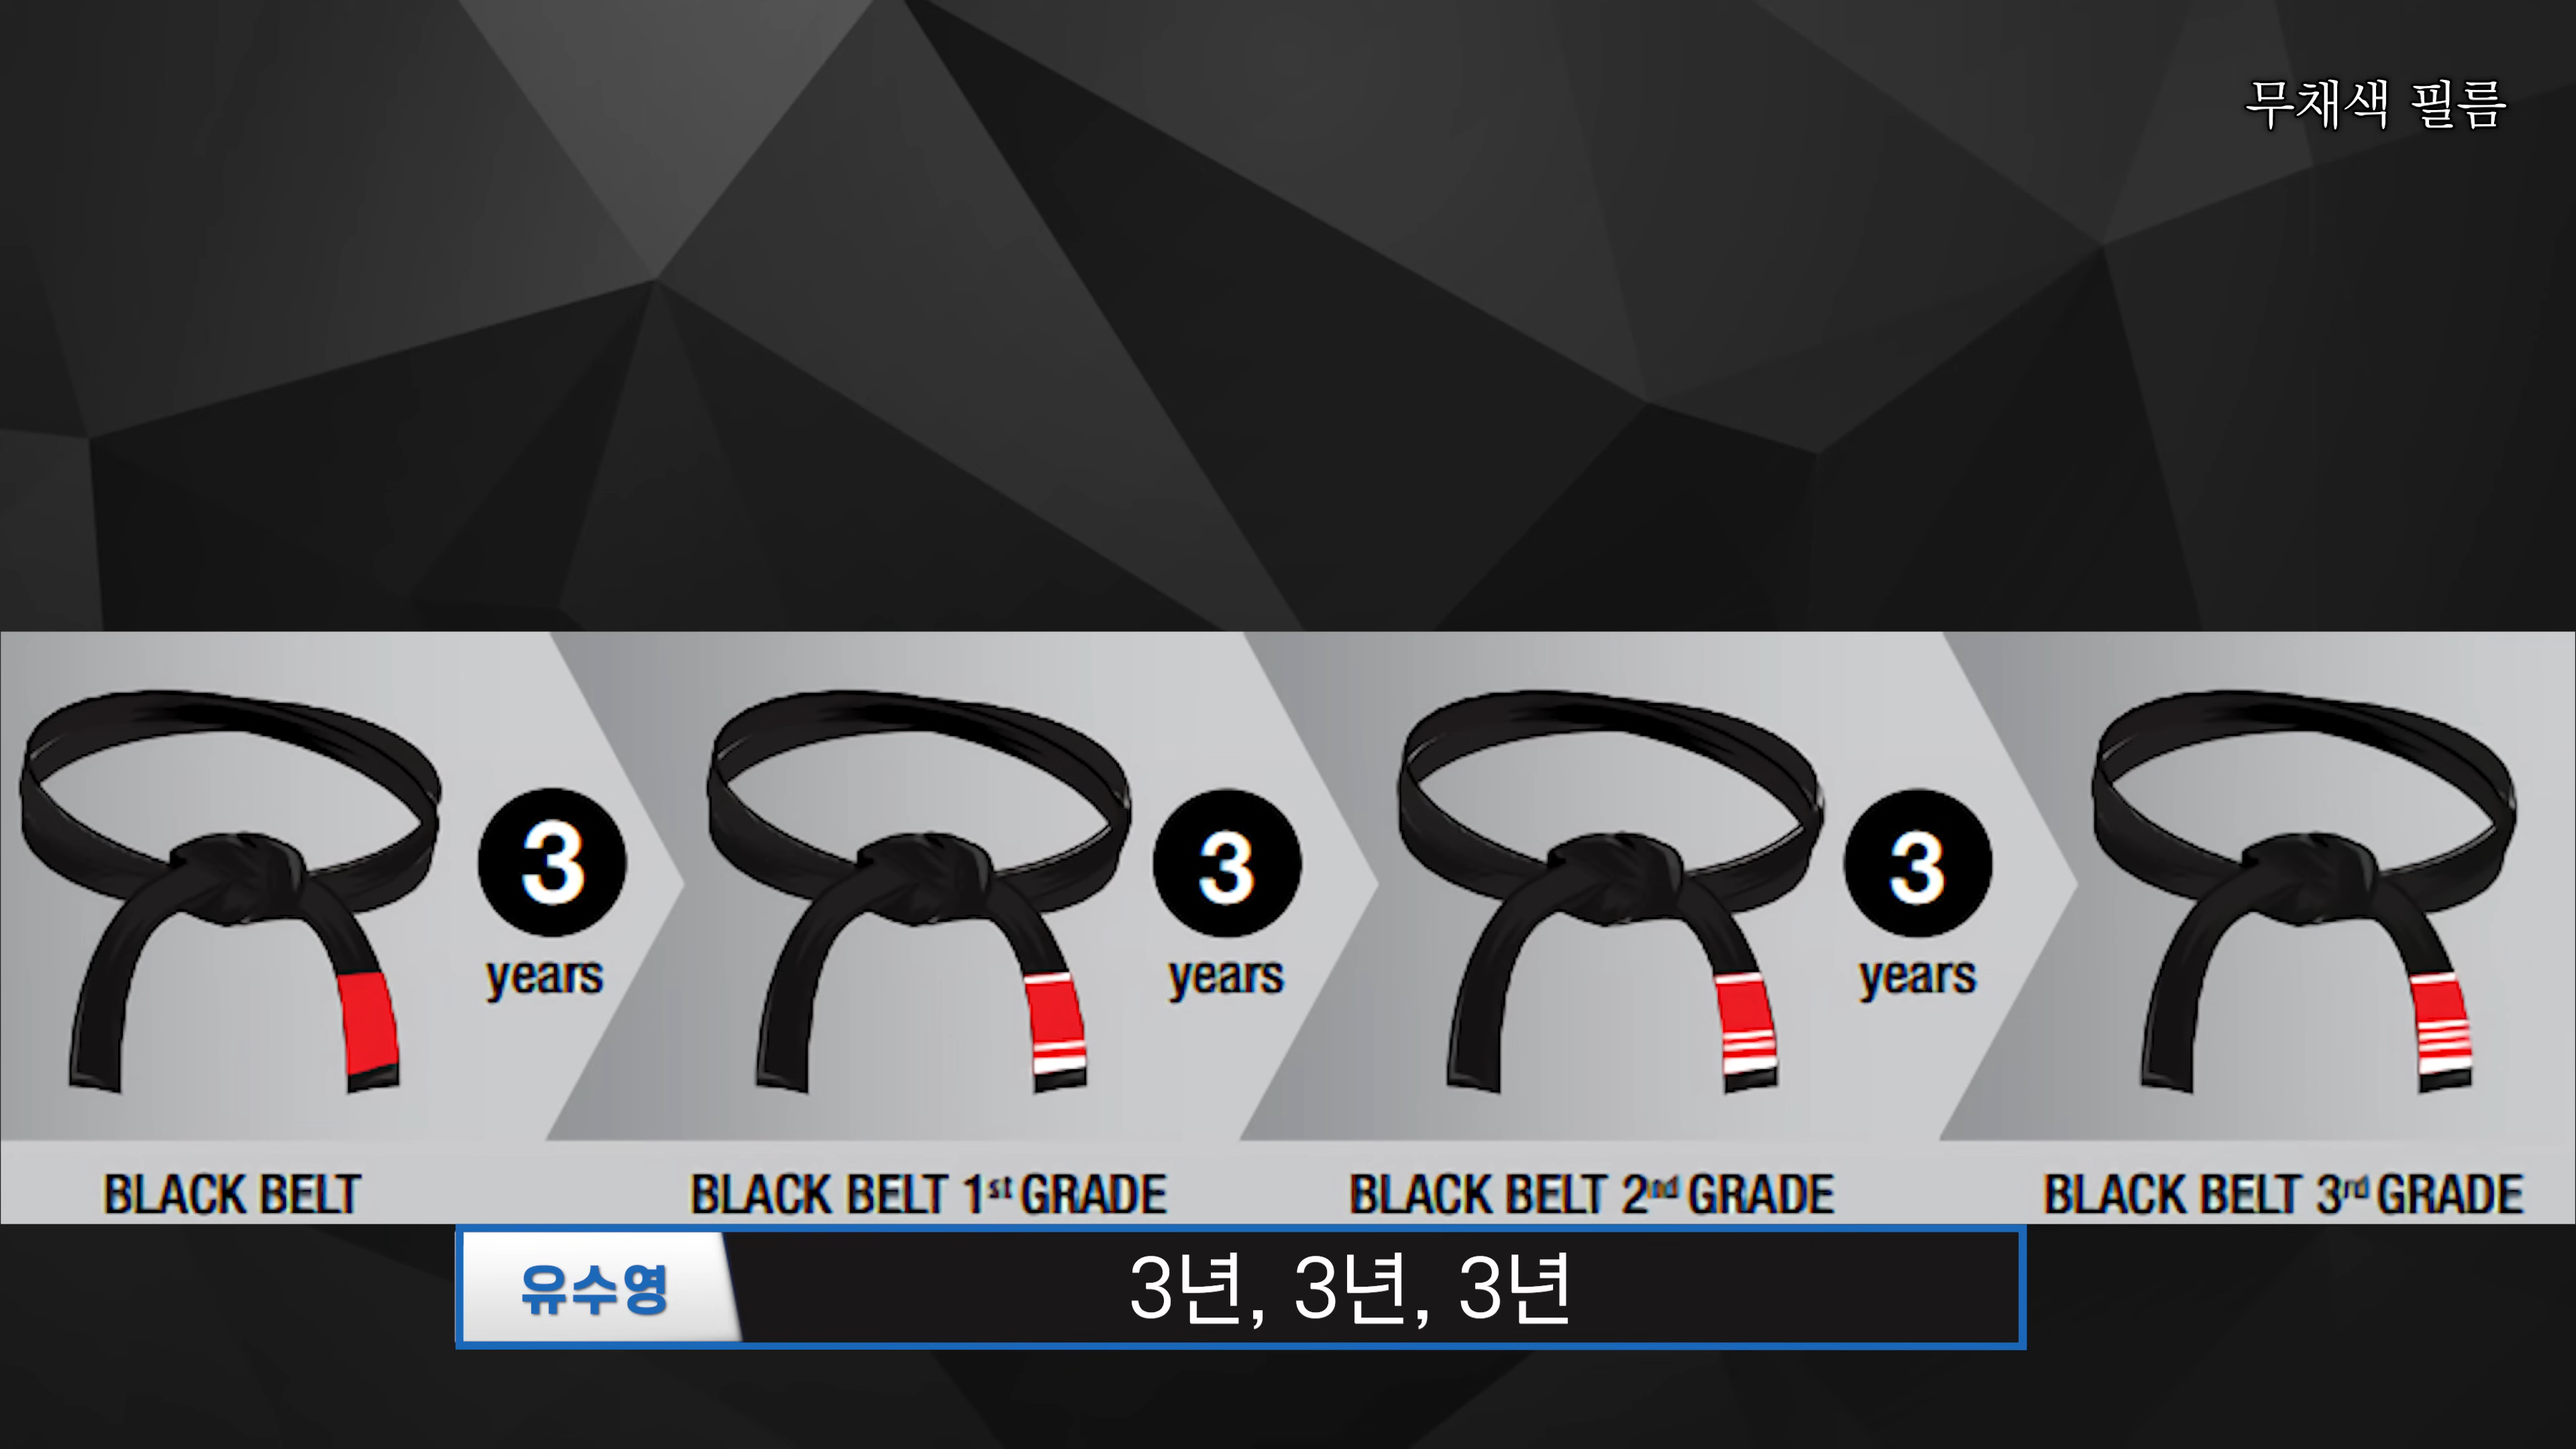 무채색 필름
3
years
3
years
3
years
BLACK BELT
BLACK BELT 1st GRADE
BLACK BELT 2nd GRADE
BLACK BELT 3rd GRADE
유수영
3년, 3년, 3년